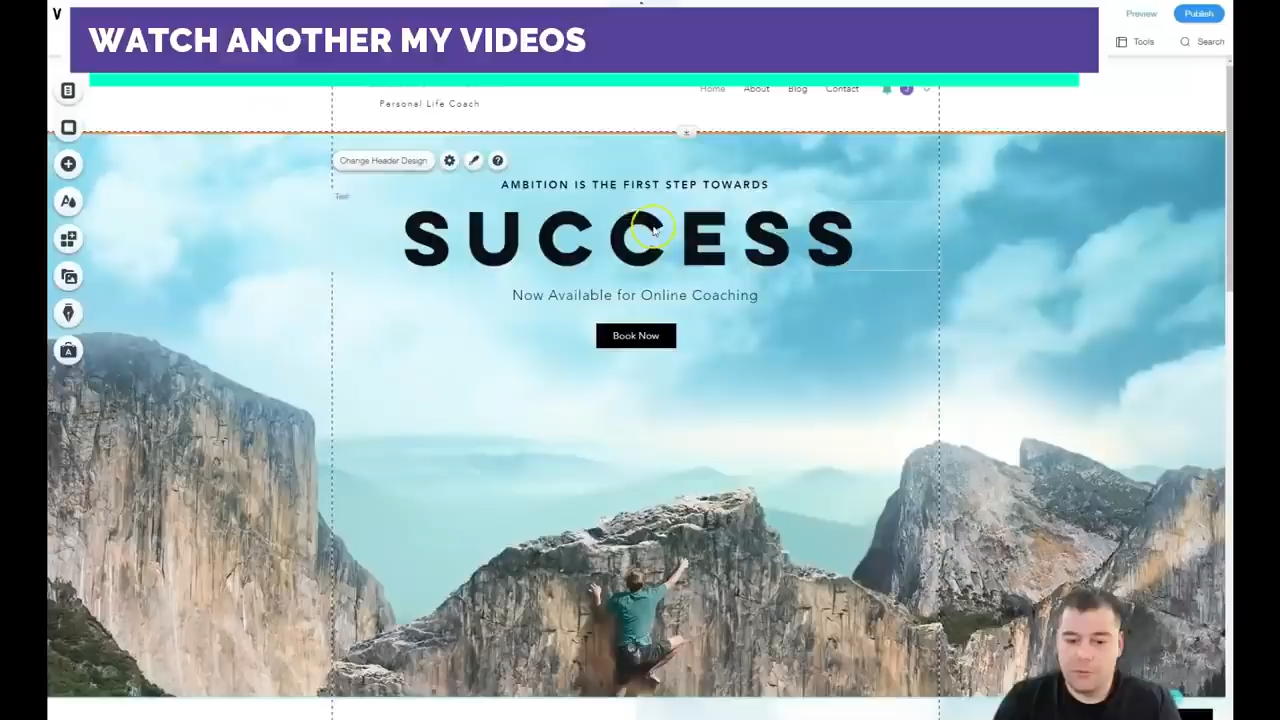 WATCH ANOTHER MY VIDEOS
Preview
Publish
Tools
Search
Home
About
Blog
Contact
Personal Life Coach
Change Header Design
AMBITION IS THE FIRST STEP TOWARDS
Text
SUCCESS
Now Available for Online Coaching
Book Now